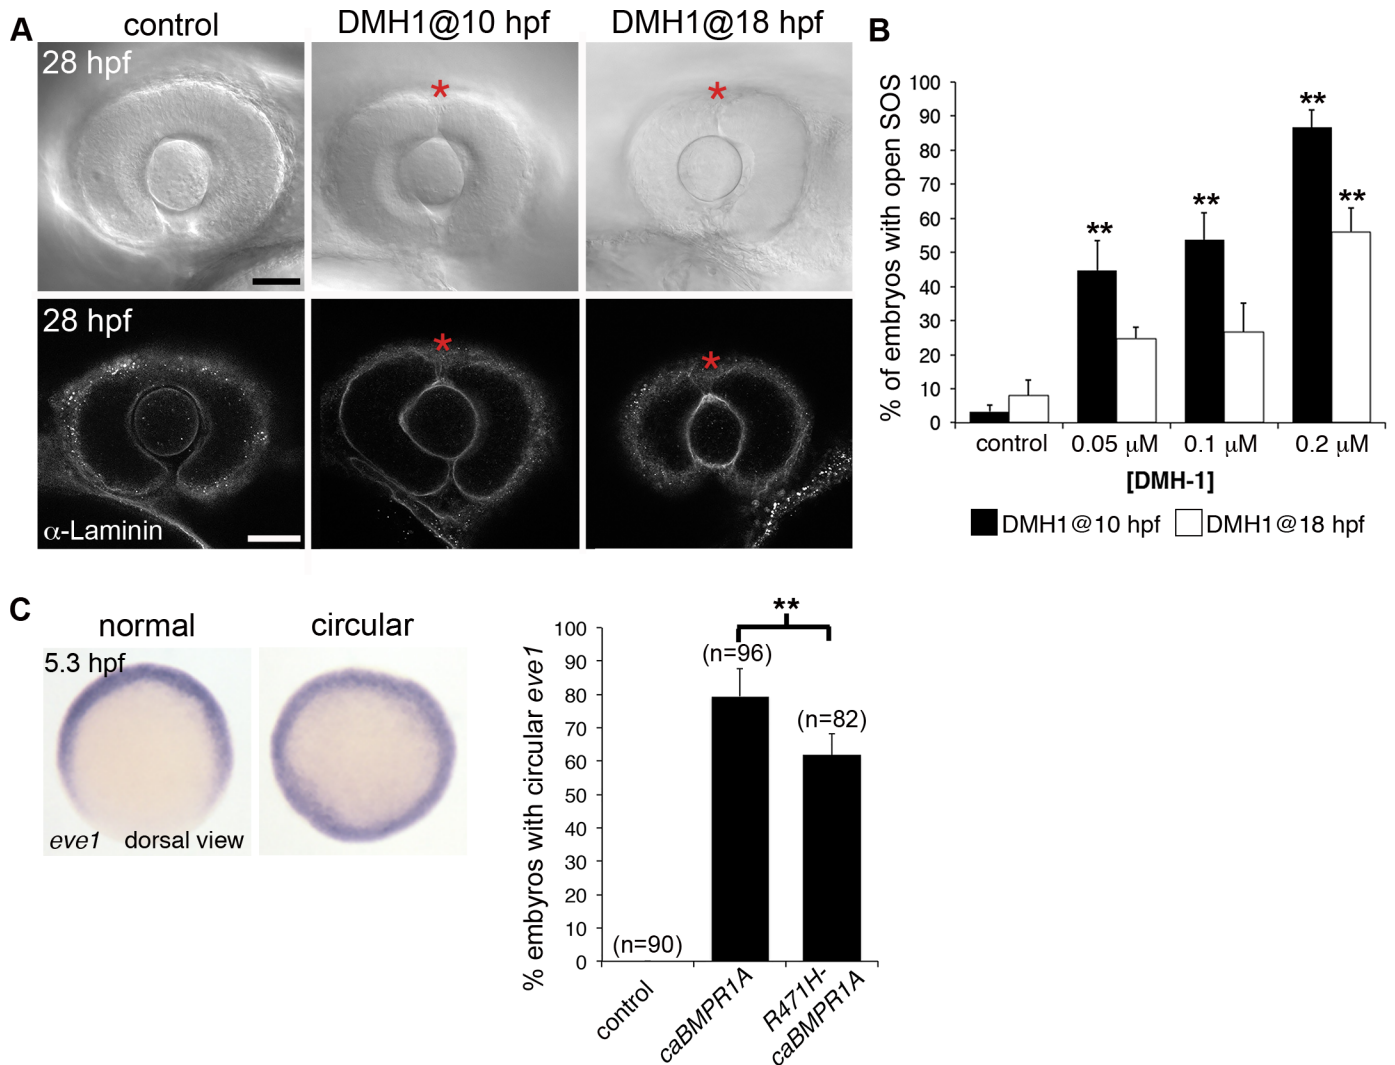 A
control
DMH1@10 hpf
DMH1@18 hpf
28 hpf
*
*
28 hpf
*
*
α-Laminin
B
% of embryos with open SOS
100
90
80
70
60
50
40
30
20
10
0
**
**
**
**
control
0.05 μM
0.1 μM
0.2 μM
[DMH-1]
DMH1@10 hpf
DMH1@18 hpf
C
normal
circular
5.3 hpf
eve1
dorsal view
% embyros with circular eve1
100
90
80
70
60
50
40
30
20
10
0
**
(n=96)
(n=82)
(n=90)
control
caBMPR1A
R471H-
caBMPR1A